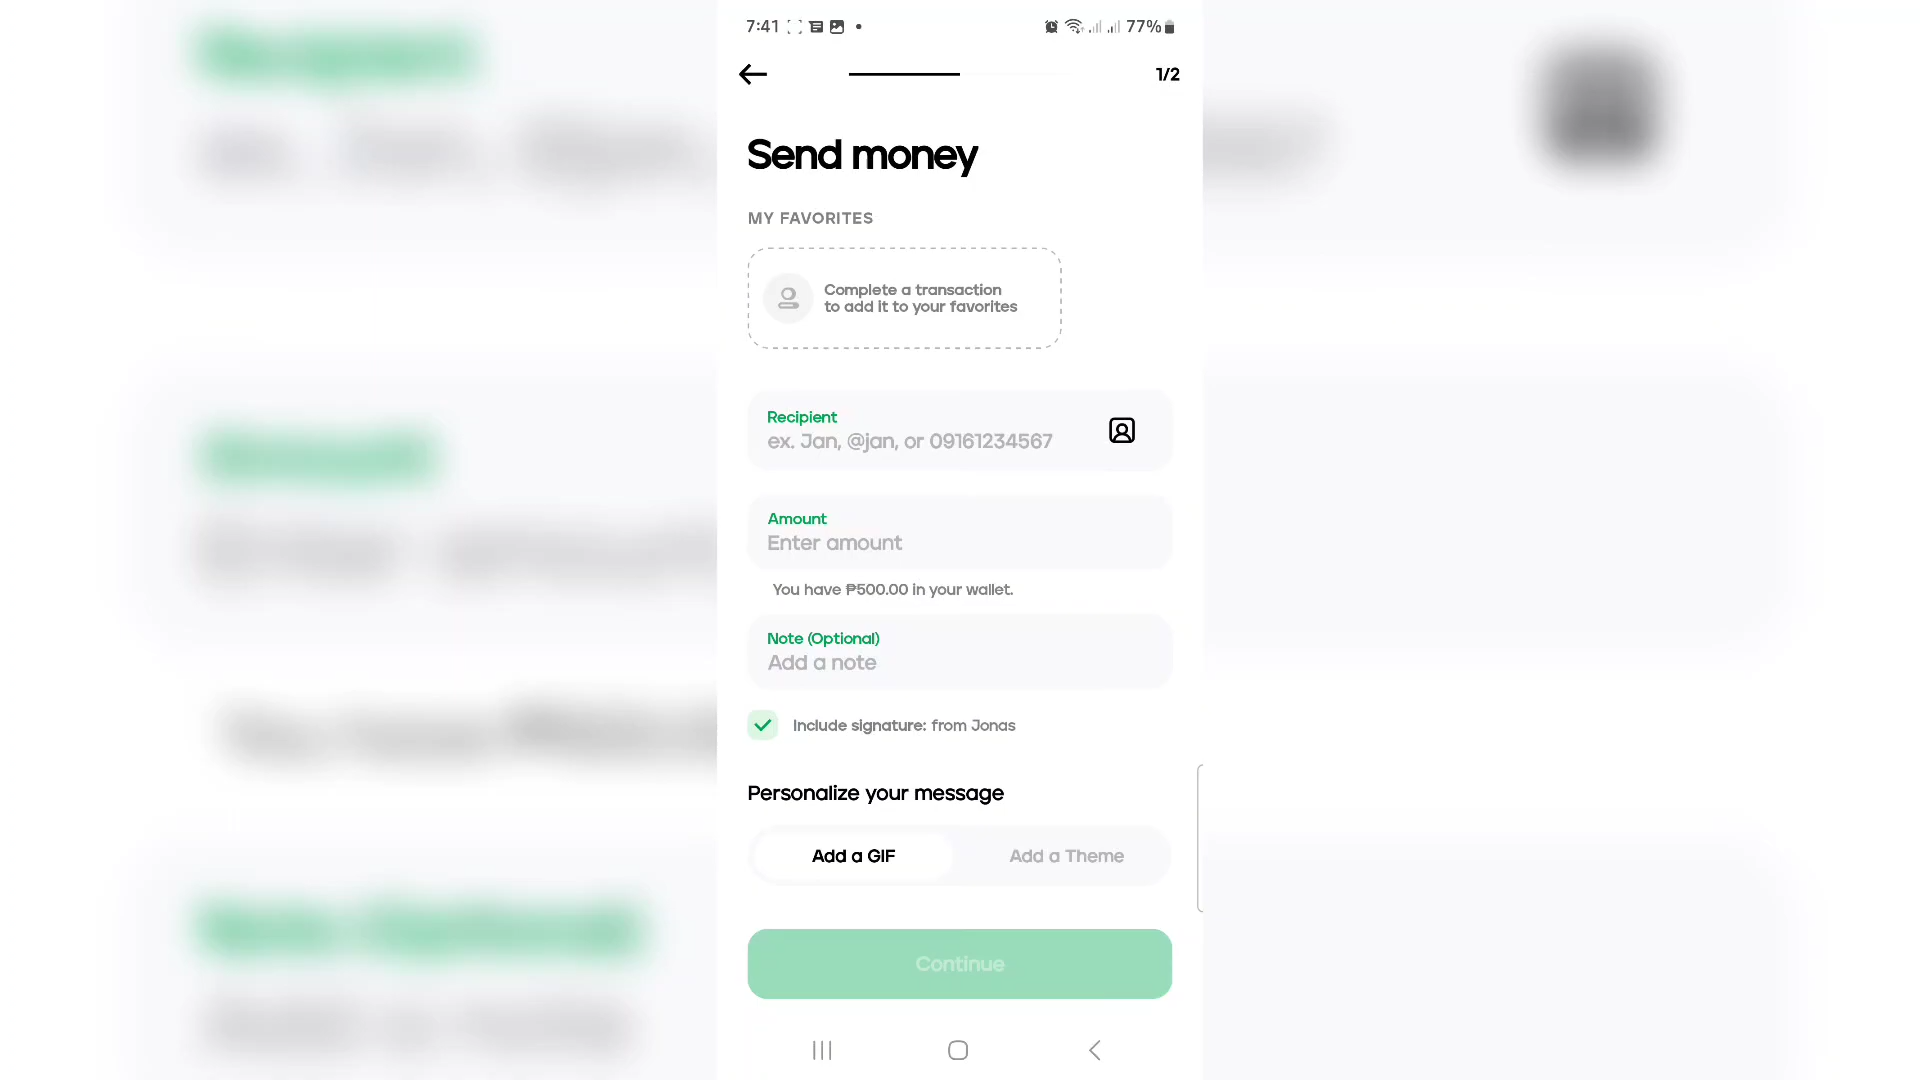 7:41
77%
1/2
Send money
MY FAVORITES
Complete a transaction
to add it to your favorites
Recipient
ex. Jan, @jan, or 09161234567
Amount
Enter amount
You have ₱500.00 in your wallet.
Note (Optional)
Add a note
Include signature: from Jonas
Personalize your message
Add a GIF
Add a Theme
Continue